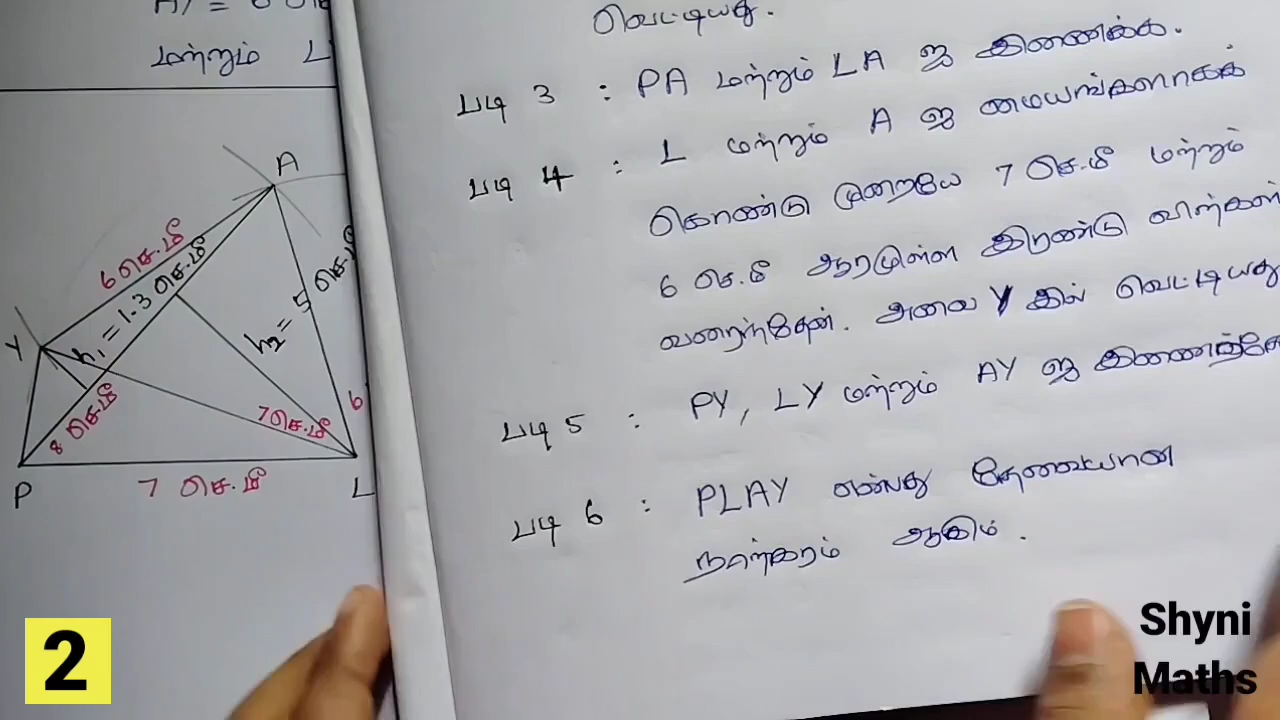 மற்றும் L
A
6 செ.மீ
h₁ = 1.3 செ.மீ
h₂ = 5 செ.மீ
Y
8 செ.மீ
7செ.மீ
6
P
7 செ.மீ
L
வெட்டியது.
படி 3 : PA மற்றும் LA ஐ இணைக்க.
படி 4 : L மற்றும் A ஐ மையங்களாகக்
கொண்டு முறையே 7 செ.மீ மற்றும்
6 செ.மீ ஆரமுள்ள இரண்டு விற்கள்
வரைந்தேன். அவை Y இல் வெட்டியது
படி 5 : PY, LY மற்றும் AY ஐ
படி 6 : PLAY என்பது தேவையான
நாற்கரம் ஆகும்.
2
Shyni
Maths